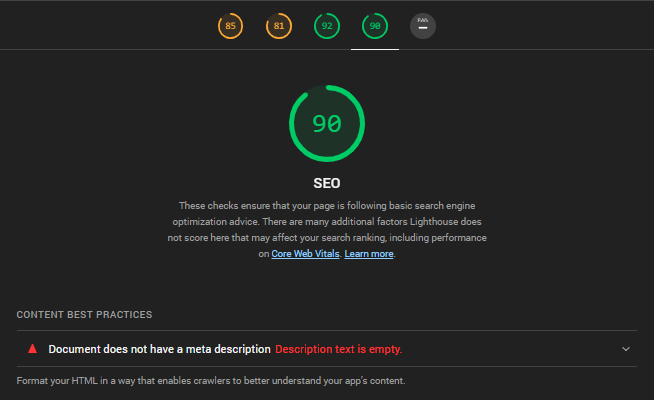 85 81 92 90 PWA
90
SEO
These checks ensure that your page is following basic search engine
optimization advice. There are many additional factors Lighthouse does
not score here that may affect your search ranking, including performance
on Core Web Vitals. Learn more.
CONTENT BEST PRACTICES
Document does not have a meta description Description text is empty.
Format your HTML in a way that enables crawlers to better understand your app's content.